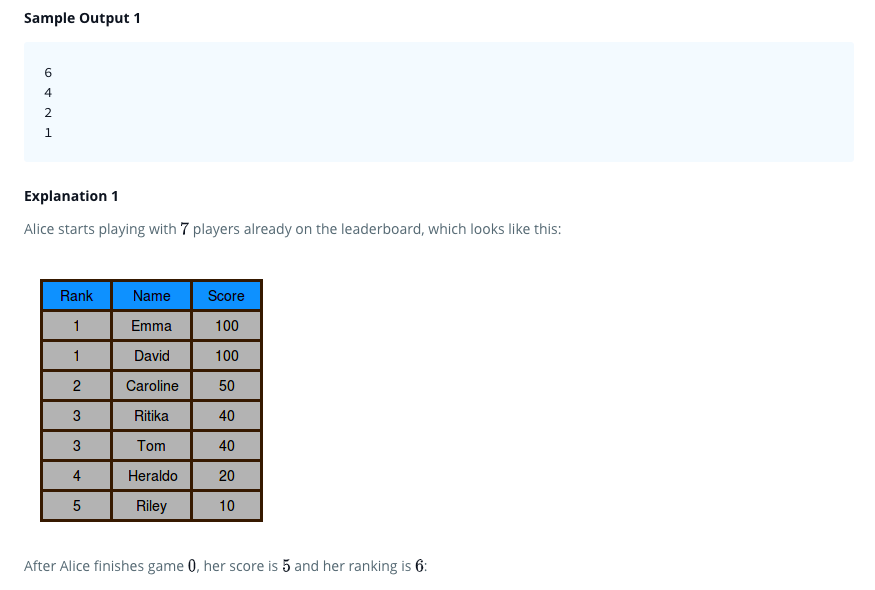 Sample Output 1
6
4
2
1
Explanation 1
Alice starts playing with 7 players already on the leaderboard, which looks like this:
Rank Name Score
1 Emma 100
1 David 100
2 Caroline 50
3 Ritika 40
3 Tom 40
4 Heraldo 20
5 Riley 10
After Alice finishes game 0, her score is 5 and her ranking is 6: